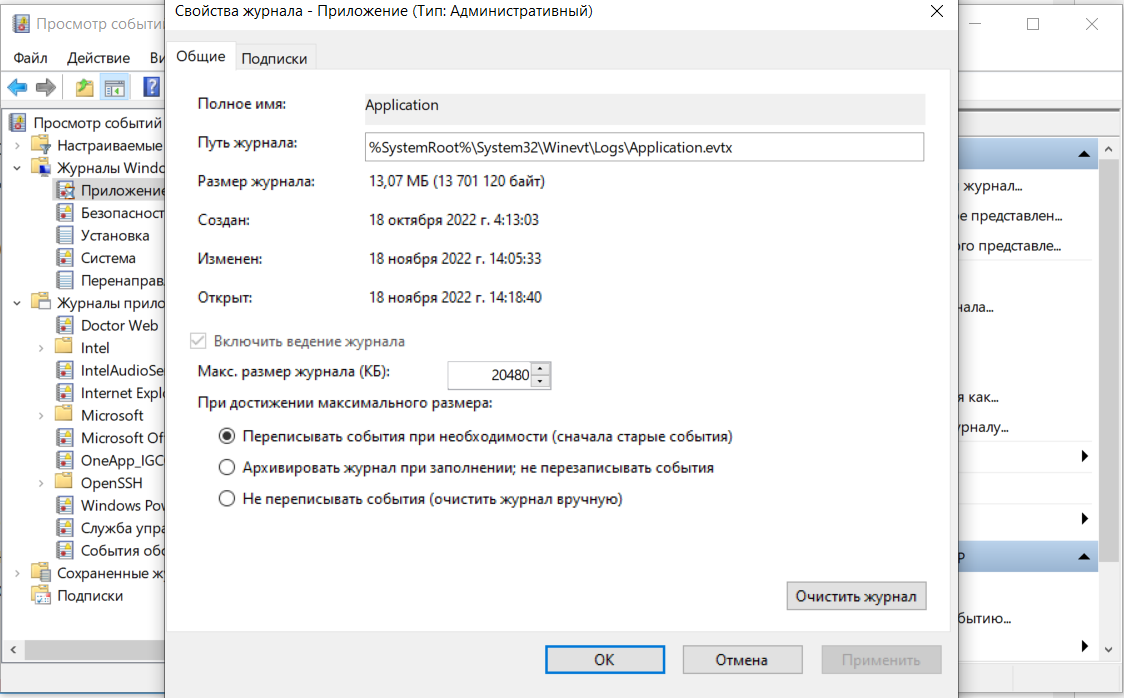 Свойства журнала - Приложение (Тип: Административный)
Просмотр событи
Файл Действие Ви
Общие
Подписки
Полное имя:
Application
Путь журнала:
%SystemRoot%\System32\Winevt\Logs\Application.evtx
Размер журнала:
13,07 МБ (13 701 120 байт)
Создан:
18 октября 2022 г. 4:13:03
Изменен:
18 ноября 2022 г. 14:05:33
Открыт:
18 ноября 2022 г. 14:18:40
Включить ведение журнала
Макс. размер журнала (КБ):
20480
При достижении максимального размера:
Переписывать события при необходимости (сначала старые события)
Архивировать журнал при заполнении; не перезаписывать события
Не переписывать события (очистить журнал вручную)
Очистить журнал
ОК
Отмена
Применить
Просмотр событий
Настраиваемые
Журналы Windo
Приложение
Безопасност
Установка
Система
Перенаправ
Журналы прило
Doctor Web
Intel
IntelAudioSe
Internet Expl
Microsoft
Microsoft Of
OneApp_IGC
OpenSSH
Windows Pow
Служба упра
События обо
Сохраненные ж
Подписки
журнал...
е представлен...
ого представле...
нала...
я как...
урналу...
Р
бытию...